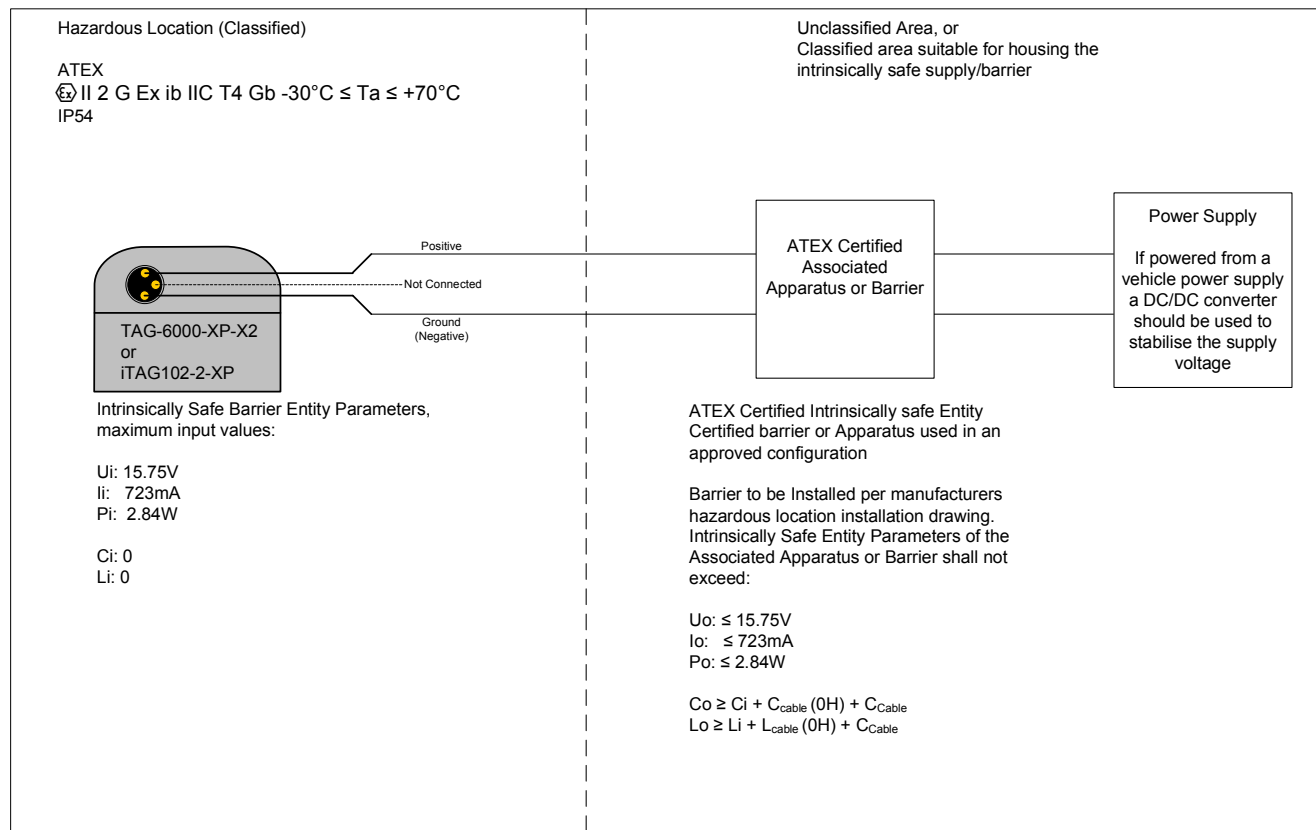 Hazardous Location (Classified)
ATEX
Ex II 2 G Ex ib IIC T4 Gb -30°C ≤ Ta ≤ +70°C
IP54
Unclassified Area, or
Classified area suitable for housing the
intrinsically safe supply/barrier
Positive
Not Connected
Ground
(Negative)
TAG-6000-XP-X2
or
iTAG102-2-XP
ATEX Certified
Associated
Apparatus or Barrier
Power Supply
If powered from a
vehicle power supply
a DC/DC converter
should be used to
stabilise the supply
voltage
Intrinsically Safe Barrier Entity Parameters,
maximum input values:
Ui: 15.75V
Ii: 723mA
Pi: 2.84W
Ci: 0
Li: 0
ATEX Certified Intrinsically safe Entity
Certified barrier or Apparatus used in an
approved configuration
Barrier to be Installed per manufacturers
hazardous location installation drawing.
Intrinsically Safe Entity Parameters of the
Associated Apparatus or Barrier shall not
exceed:
Uo: ≤ 15.75V
Io: ≤ 723mA
Po: ≤ 2.84W
Co ≥ Ci + Ccable (0H) + CCable
Lo ≥ Li + Lcable (0H) + CCable